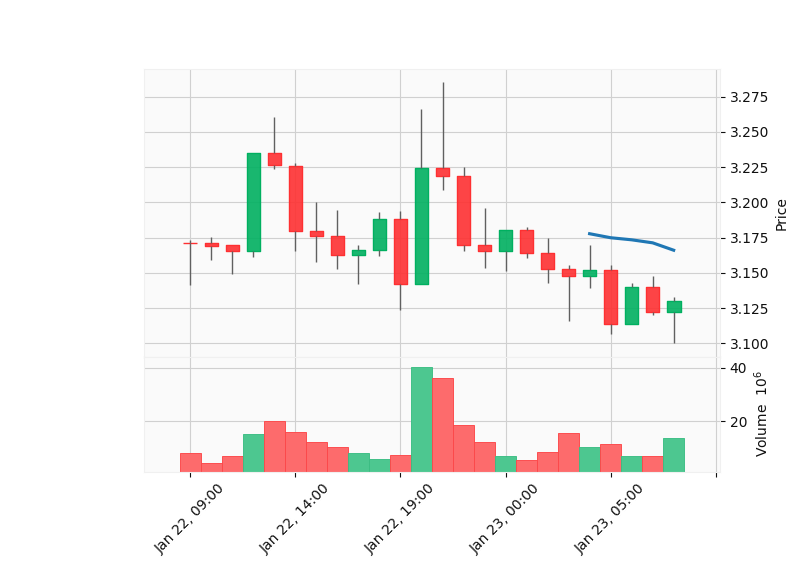 3.275
3.250
3.225
3.200
3.175
3.150
3.125
3.100
Price
40
20
Volume 10^6
Jan 22, 09:00
Jan 22, 14:00
Jan 22, 19:00
Jan 23, 00:00
Jan 23, 05:00